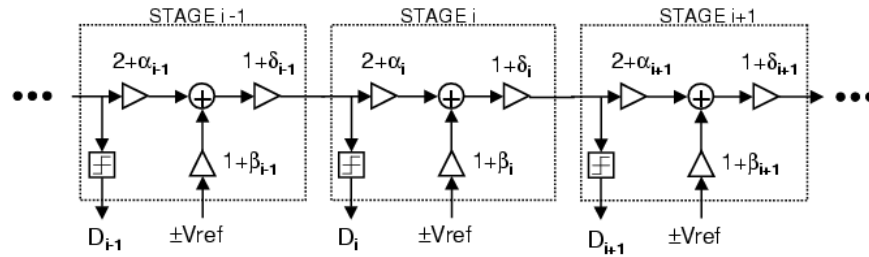 STAGE i-1 STAGE i STAGE i+1
2+αi-1 1+δi-1 2+αi 1+δi 2+αi+1 1+δi+1
••• + + + •••
1+βi-1 1+βi 1+βi+1
Di-1 ±Vref Di ±Vref Di+1 ±Vref